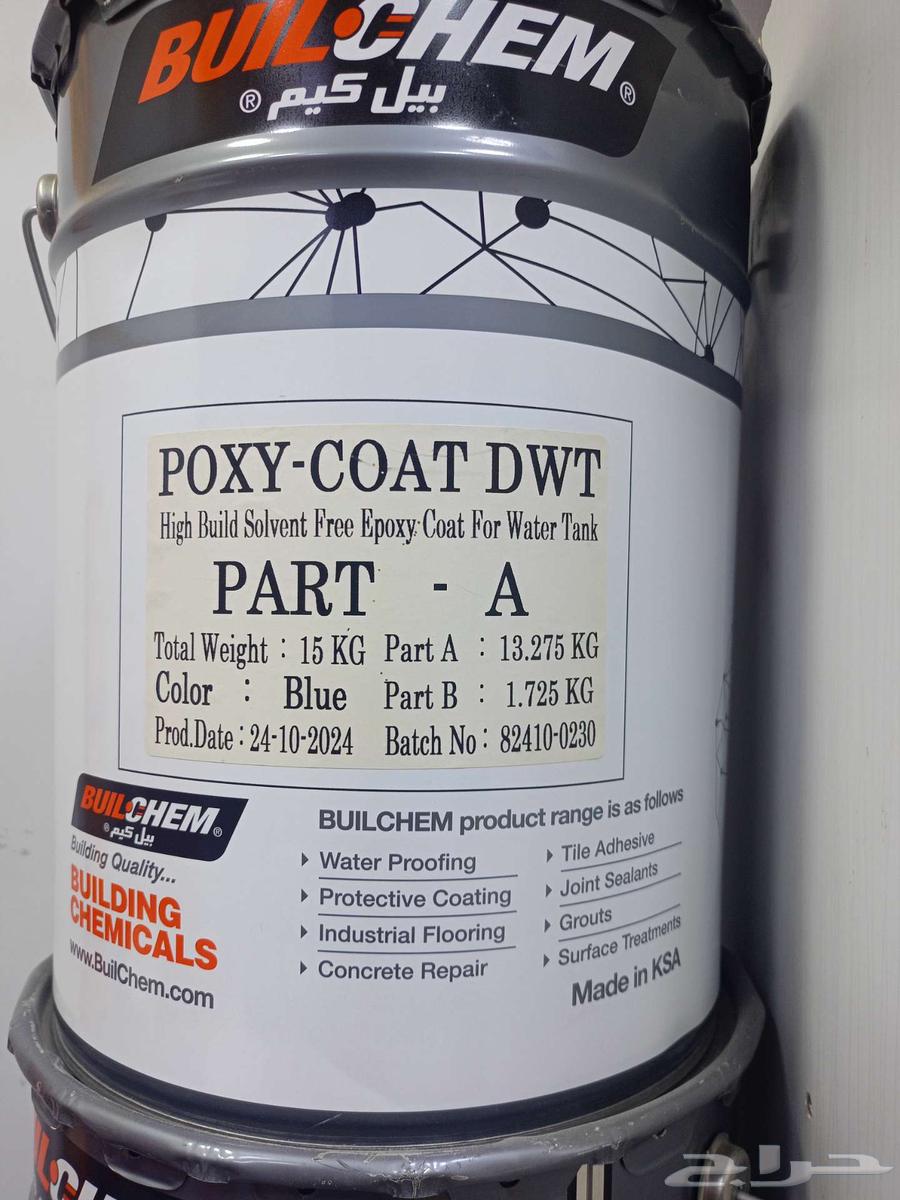 BUILCHEM®
® بيل كيم
POXY-COAT DWT
High Build Solvent Free Epoxy Coat For Water Tank
PART - A
Total Weight : 15 KG Part A : 13.275 KG
Color : Blue Part B : 1.725 KG
Prod.Date : 24-10-2024 Batch No : 82410-0230
BUILCHEM®
® بيل كيم
Building Quality...
BUILDING
CHEMICALS
www.BuilChem.com
BUILCHEM product range is as follows
Water Proofing
Protective Coating
Industrial Flooring
Concrete Repair
Tile Adhesive
Joint Sealants
Grouts
Surface Treatments
Made in KSA
حراج